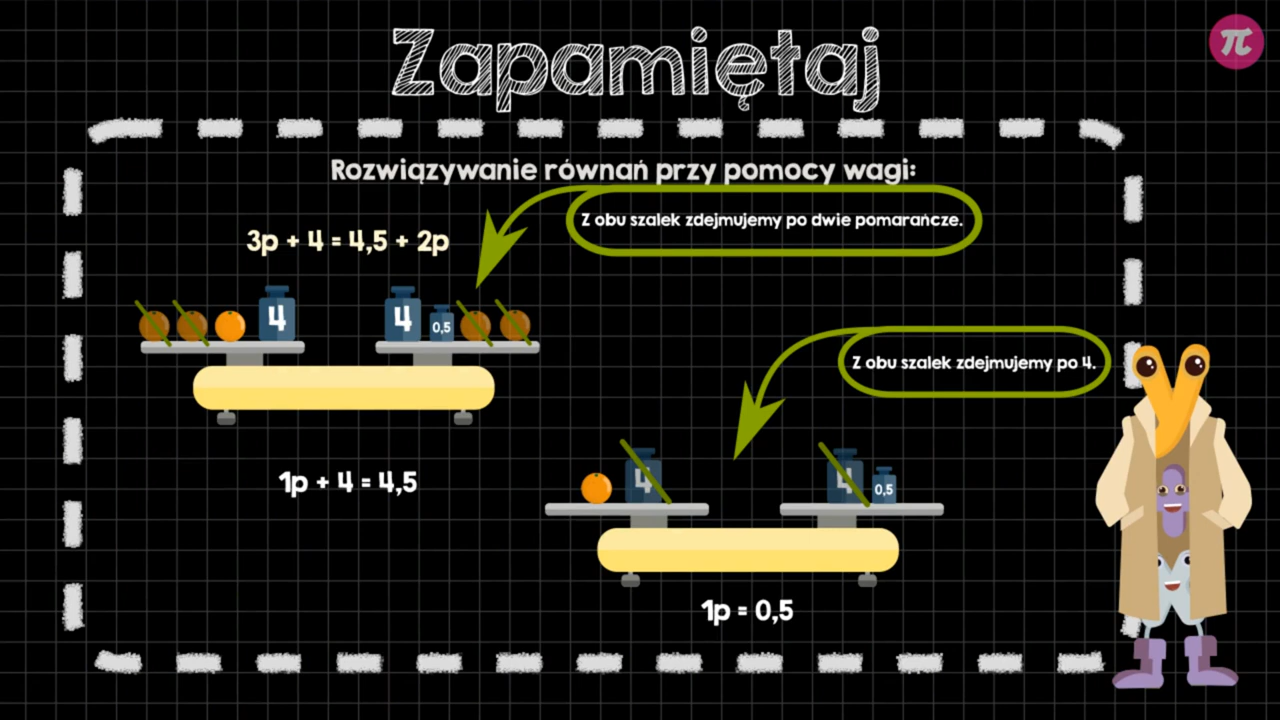 π
Zapamiętaj
Rozwiązywanie równań przy pomocy wagi:
Z obu szalek zdejmujemy po dwie pomarańcze.
3p + 4 = 4,5 + 2p
4
4
0,5
Z obu szalek zdejmujemy po 4.
1p + 4 = 4,5
4
4
0,5
1p = 0,5